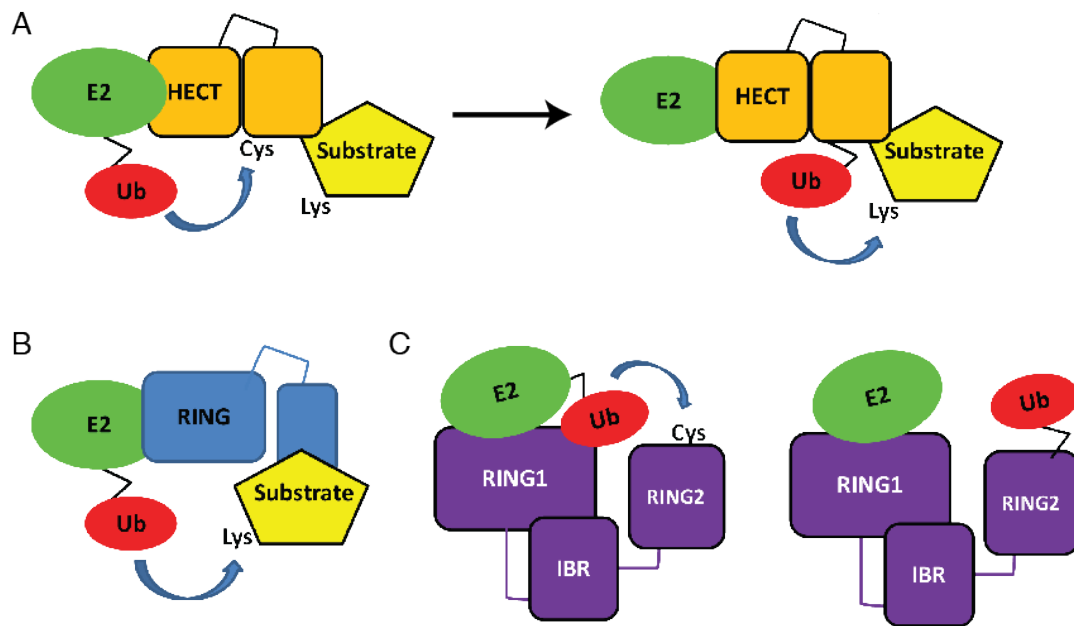 A
E2
HECT
Cys
Substrate
Ub
Lys
E2
HECT
Substrate
Ub
Lys
B
E2
RING
Substrate
Ub
Lys
C
E2
Ub
Cys
RING1
RING2
IBR
E2
Ub
RING1
RING2
IBR